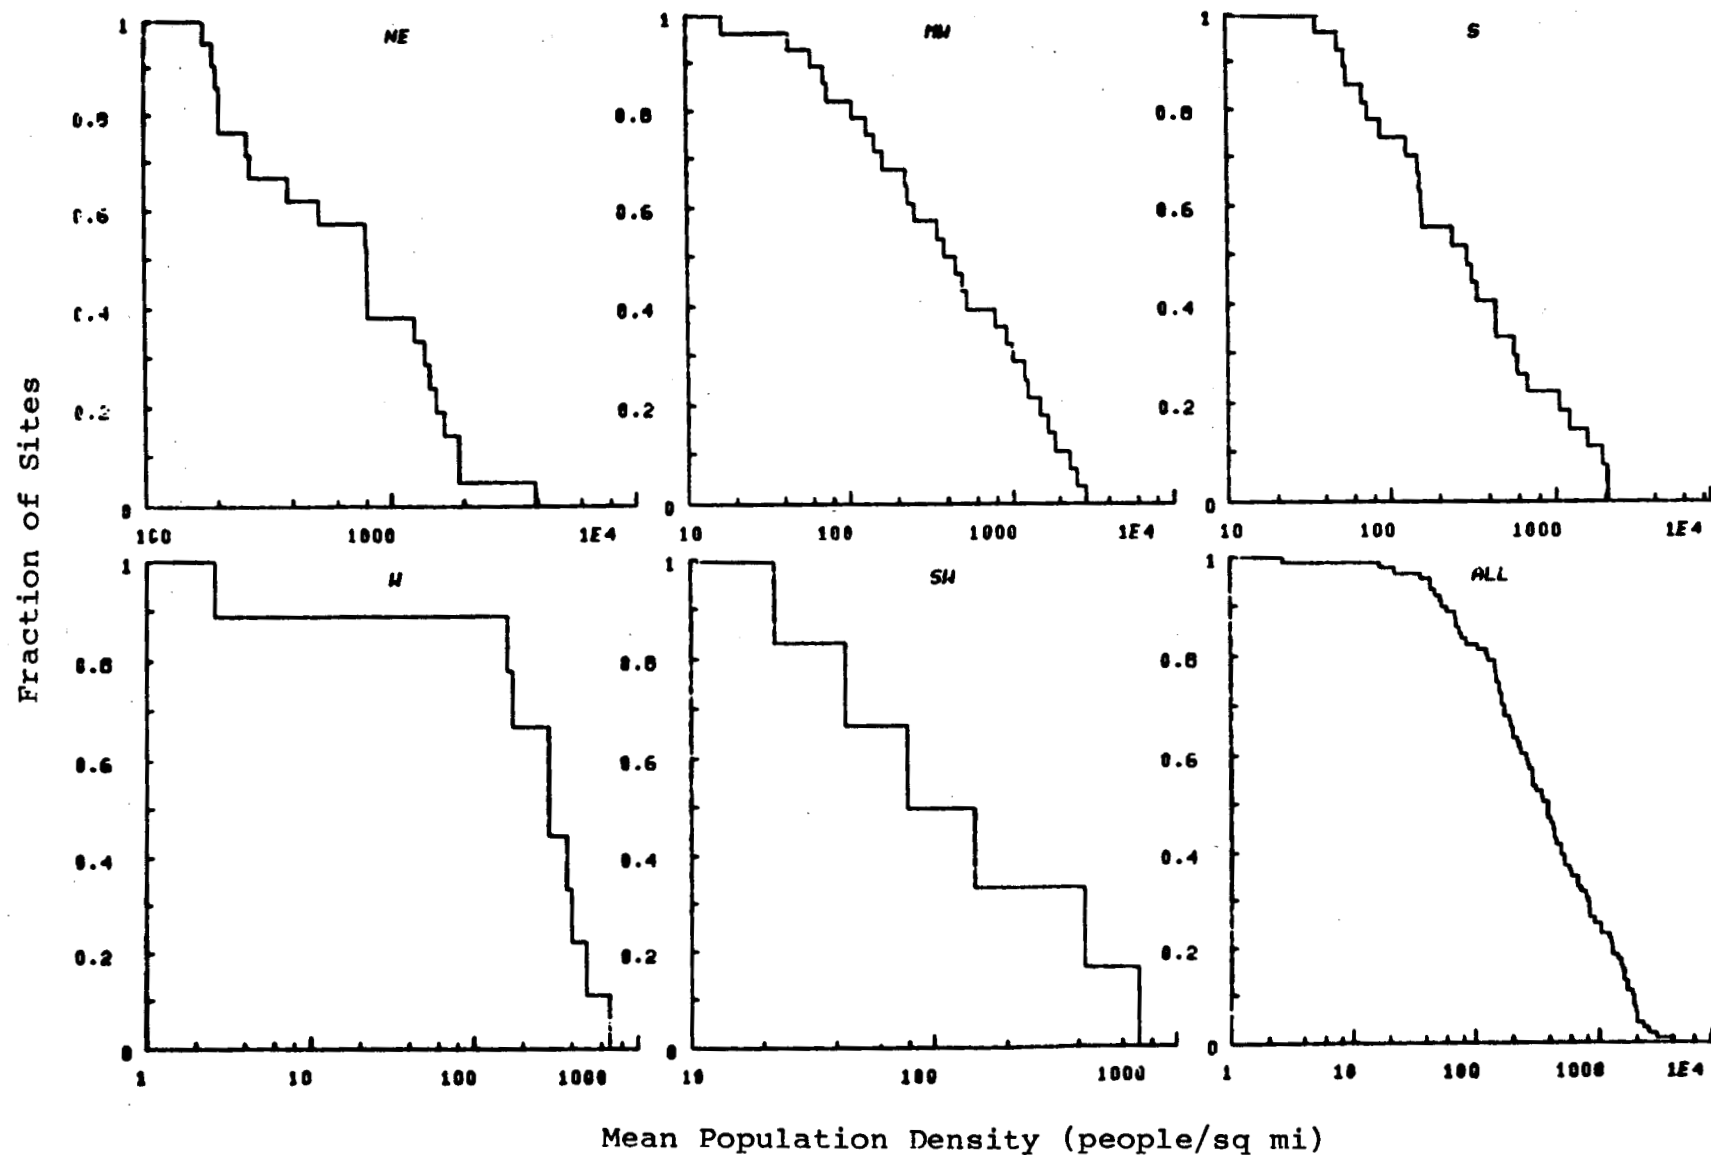 NE
1
0.8
0.6
0.4
0.2
0
100 1000 1E4
MW
1
0.8
0.6
0.4
0.2
0
10 100 1000 1E4
S
1
0.8
0.6
0.4
0.2
0
10 100 1000 1E4
W
1
0.8
0.6
0.4
0.2
0
1 10 100 1000
SW
1
0.8
0.6
0.4
0.2
0
10 100 1000
ALL
1
0.8
0.6
0.4
0.2
0
1 10 100 1000 1E4
Fraction of Sites
Mean Population Density (people/sq mi)